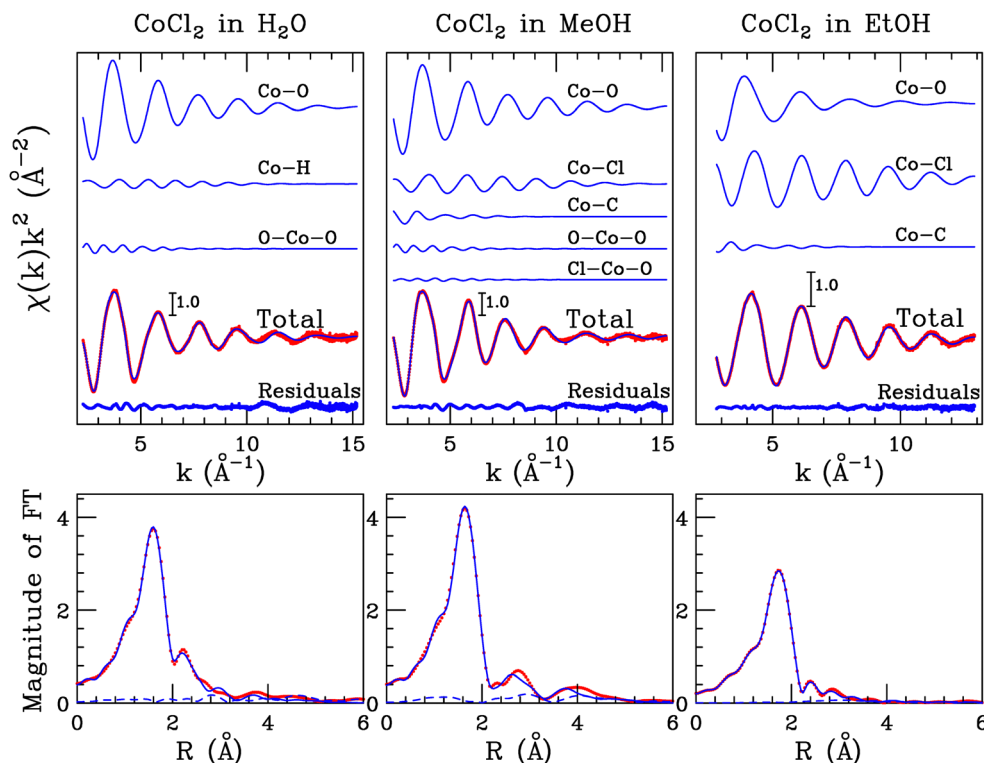 CoCl₂ in H₂O
CoCl₂ in MeOH
CoCl₂ in EtOH
χ(k)k² (Å⁻²)
Co−O
Co−H
O−Co−O
1.0
Total
Residuals
5
10
15
k (Å⁻¹)
Co−O
Co−Cl
Co−C
O−Co−O
Cl−Co−O
1.0
Total
Residuals
5
10
15
k (Å⁻¹)
Co−O
Co−Cl
Co−C
1.0
Total
Residuals
5
10
k (Å⁻¹)
Magnitude of FT
4
2
0
0
2
4
6
R (Å)
4
2
0
0
2
4
6
R (Å)
4
2
0
0
2
4
6
R (Å)